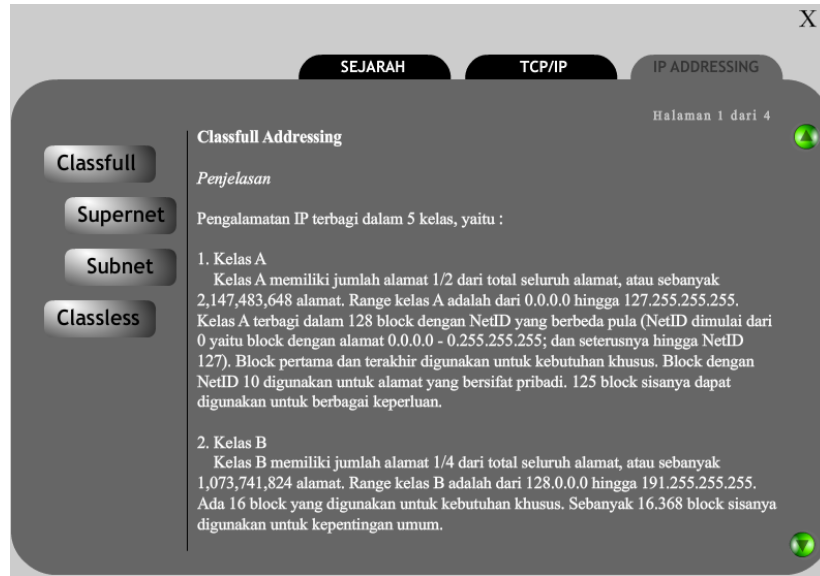 X
SEJARAH
TCP/IP
IP ADDRESSING
Halaman 1 dari 4
Classfull
Supernet
Subnet
Classless
Classfull Addressing
Penjelasan
Pengalamatan IP terbagi dalam 5 kelas, yaitu :
1. Kelas A
Kelas A memiliki jumlah alamat 1/2 dari total seluruh alamat, atau sebanyak
2,147,483,648 alamat. Range kelas A adalah dari 0.0.0.0 hingga 127.255.255.255.
Kelas A terbagi dalam 128 block dengan NetID yang berbeda pula (NetID dimulai dari
0 yaitu block dengan alamat 0.0.0.0 - 0.255.255.255; dan seterusnya hingga NetID
127). Block pertama dan terakhir digunakan untuk kebutuhan khusus. Block dengan
NetID 10 digunakan untuk alamat yang bersifat pribadi. 125 block sisanya dapat
digunakan untuk berbagai keperluan.
2. Kelas B
Kelas B memiliki jumlah alamat 1/4 dari total seluruh alamat, atau sebanyak
1,073,741,824 alamat. Range kelas B adalah dari 128.0.0.0 hingga 191.255.255.255.
Ada 16 block yang digunakan untuk kebutuhan khusus. Sebanyak 16.368 block sisanya
digunakan untuk kepentingan umum.